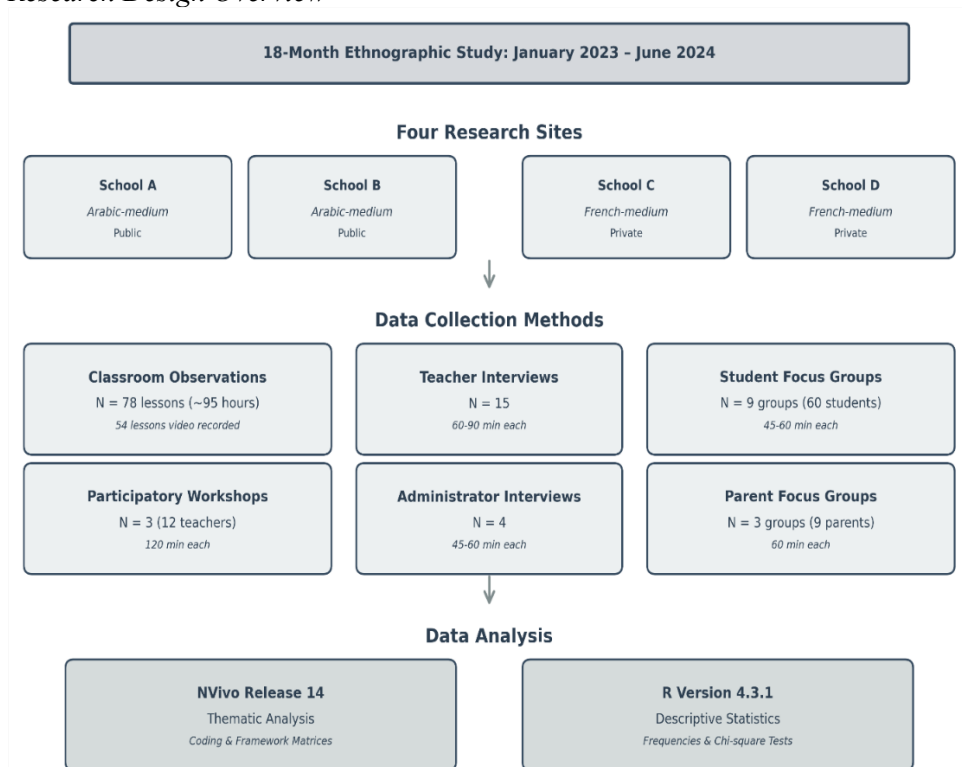 Research Design Overview
18-Month Ethnographic Study: January 2023 – June 2024
Four Research Sites
School A
Arabic-medium
Public
School B
Arabic-medium
Public
School C
French-medium
Private
School D
French-medium
Private
Data Collection Methods
Classroom Observations
N = 78 lessons (~95 hours)
54 lessons video recorded
Teacher Interviews
N = 15
60-90 min each
Student Focus Groups
N = 9 groups (60 students)
45-60 min each
Participatory Workshops
N = 3 (12 teachers)
120 min each
Administrator Interviews
N = 4
45-60 min each
Parent Focus Groups
N = 3 groups (9 parents)
60 min each
Data Analysis
NVivo Release 14
Thematic Analysis
Coding & Framework Matrices
R Version 4.3.1
Descriptive Statistics
Frequencies & Chi-square Tests